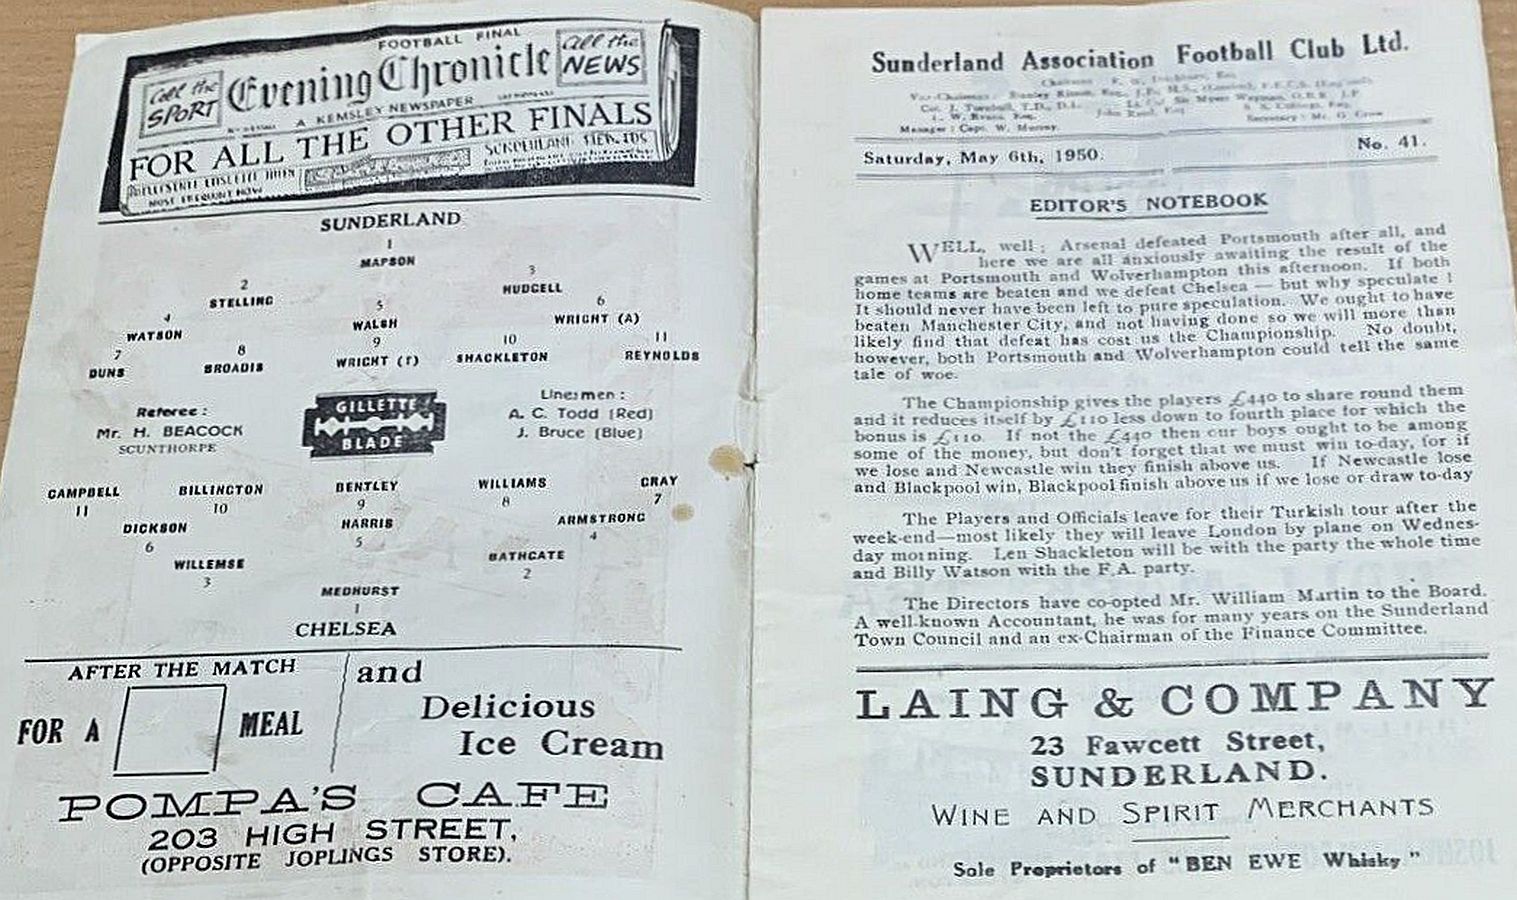 FOOTBALL FINAL
All the SPORT
Evening Chronicle
All the NEWS
A KEMSLEY NEWSPAPER
FOR ALL THE OTHER FINALS
SUNDERLAND
1
MAPSON
2 3
STELLING HUDGELL
4 5 6
WATSON WALSH WRIGHT (A)
7 8 9 10 11
DUNS BROADIS WRIGHT (T) SHACKLETON REYNOLDS
Referee :
Mr. H. BEACOCK
SCUNTHORPE
GILLETTE
BLADE
Linesmen :
A. C. Todd (Red)
J. Bruce (Blue)
CAMPBELL BILLINGTON BENTLEY WILLIAMS GRAY
11 10 9 8 7
DICKSON HARRIS ARMSTRONG
6 5 4
WILLEMSE BATHGATE
3 2
MEDHURST
1
CHELSEA
AFTER THE MATCH
FOR A MEAL
and
Delicious
Ice Cream
POMPA'S CAFE
203 HIGH STREET,
(OPPOSITE JOPLINGS STORE).
Sunderland Association Football Club Ltd.
Manager : Capt. W. Murray.
Saturday, May 6th, 1950. No. 41.
EDITOR'S NOTEBOOK
WELL, well ; Arsenal defeated Portsmouth after all, and
here we are all anxiously awaiting the result of the
games at Portsmouth and Wolverhampton this afternoon. If both
home teams are beaten and we defeat Chelsea — but why speculate !
It should never have been left to pure speculation. We ought to have
beaten Manchester City, and not having done so we will more than
likely find that defeat has cost us the Championship. No doubt,
however, both Portsmouth and Wolverhampton could tell the same
tale of woe.
The Championship gives the players £440 to share round them
and it reduces itself by £110 less down to fourth place for which the
bonus is £110. If not the £440 then our boys ought to be among
some of the money, but don't forget that we must win to-day, for if
we lose and Newcastle win they finish above us. If Newcastle lose
and Blackpool win, Blackpool finish above us if we lose or draw to-day
The Players and Officials leave for their Turkish tour after the
week-end—most likely they will leave London by plane on Wednes-
day morning. Len Shackleton will be with the party the whole time
and Billy Watson with the F.A. party.
The Directors have co-opted Mr. William Martin to the Board.
A well-known Accountant, he was for many years on the Sunderland
Town Council and an ex-Chairman of the Finance Committee.
LAING & COMPANY
23 Fawcett Street,
SUNDERLAND.
WINE AND SPIRIT MERCHANTS
Sole Proprietors of "BEN EWE Whisky"